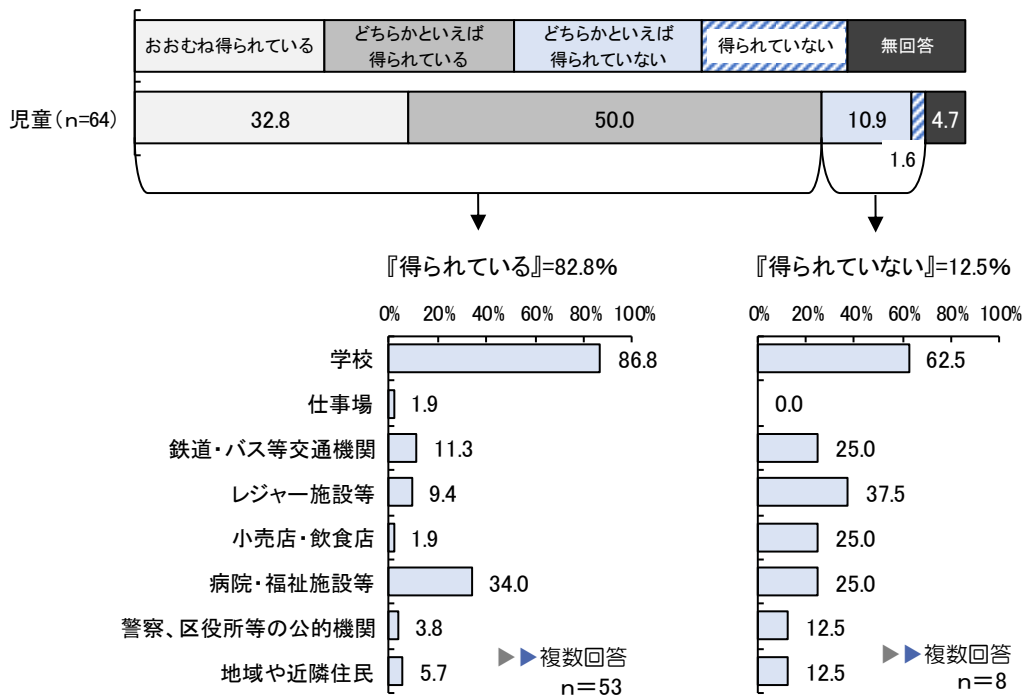 おおむね得られている
どちらかといえば
得られている
どちらかといえば
得られていない
得られていない
無回答
児童(n=64)
32.8
50.0
10.9
4.7
1.6
『得られている』=82.8%
『得られていない』=12.5%
0% 20% 40% 60% 80% 100%
0% 20% 40% 60% 80% 100%
学校 86.8 62.5
仕事場 1.9 0.0
鉄道・バス等交通機関 11.3 25.0
レジャー施設等 9.4 37.5
小売店・飲食店 1.9 25.0
病院・福祉施設等 34.0 25.0
警察、区役所等の公的機関 3.8 12.5
地域や近隣住民 5.7 12.5
▶▶複数回答
n=53
▶▶複数回答
n=8